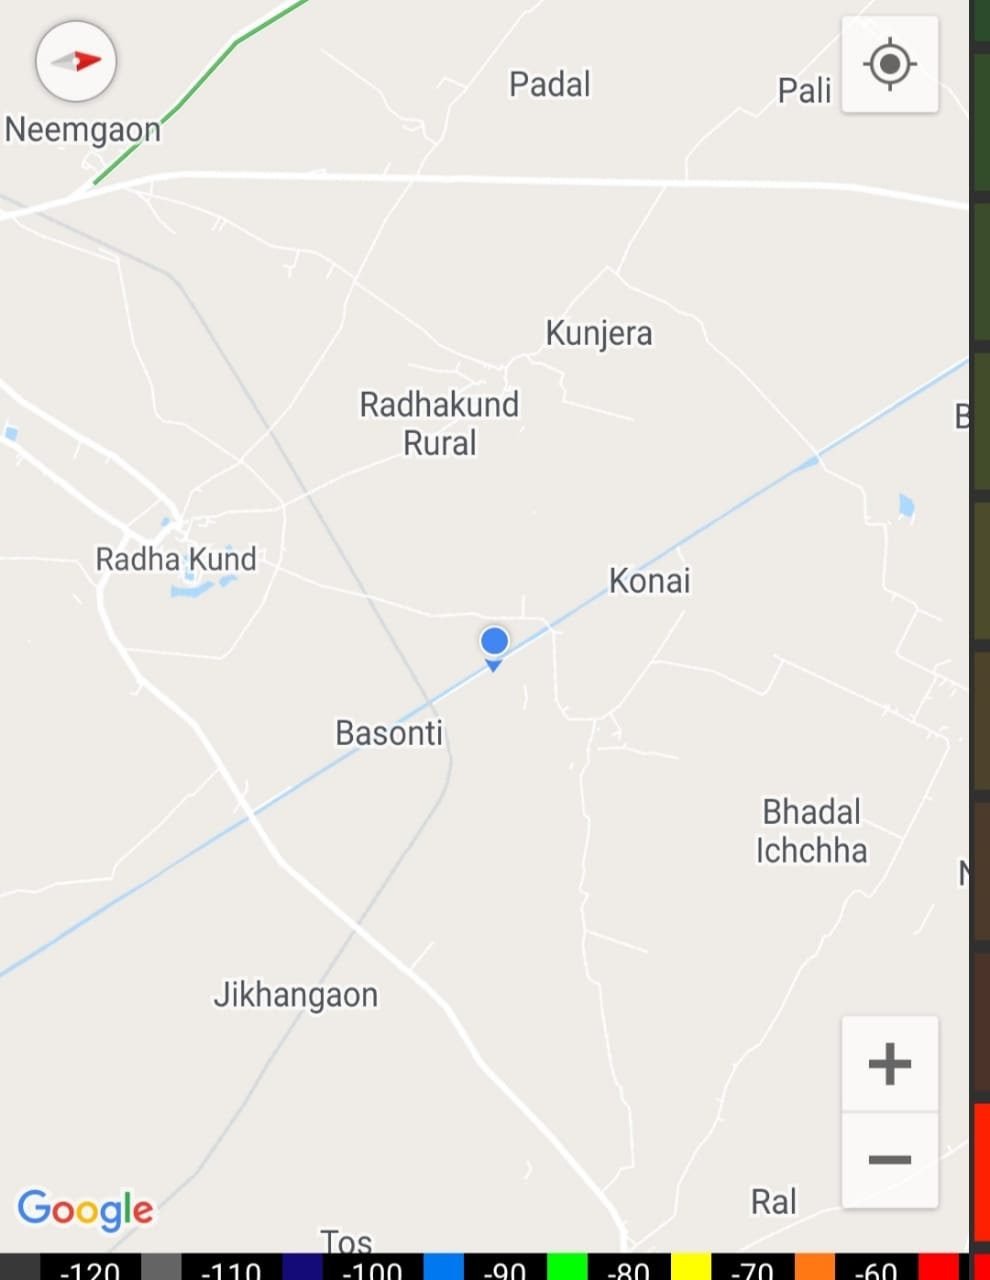 Padal
Pali
Neemgaon
Kunjera
Radhakund
Rural
B
Radha Kund
Konai
Basonti
Bhadal
Ichchha
N
Jikhangaon
Ral
Google
Tos
-120 -110 -100 -90 -80 -70 -60